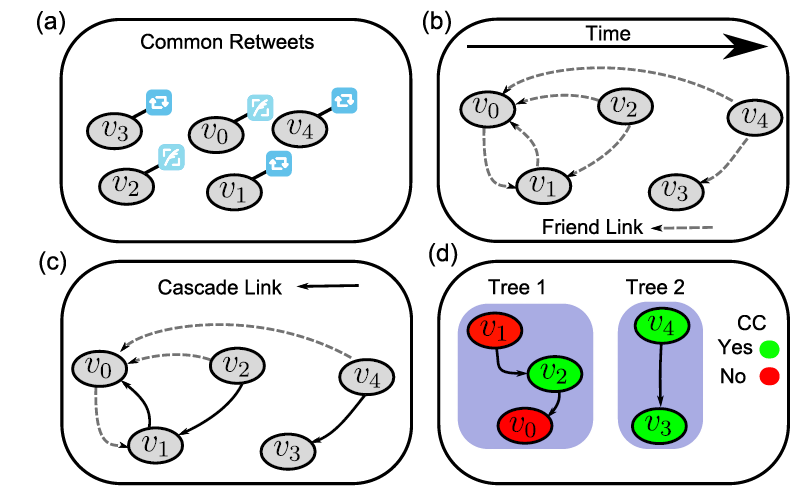 (a)
Common Retweets
v3
v0
v4
v2
v1
(b)
Time
v0
v2
v4
v1
v3
Friend Link
(c)
Cascade Link
v0
v2
v4
v1
v3
(d)
Tree 1
Tree 2
v1
v4
CC
Yes
v2
No
v0
v3